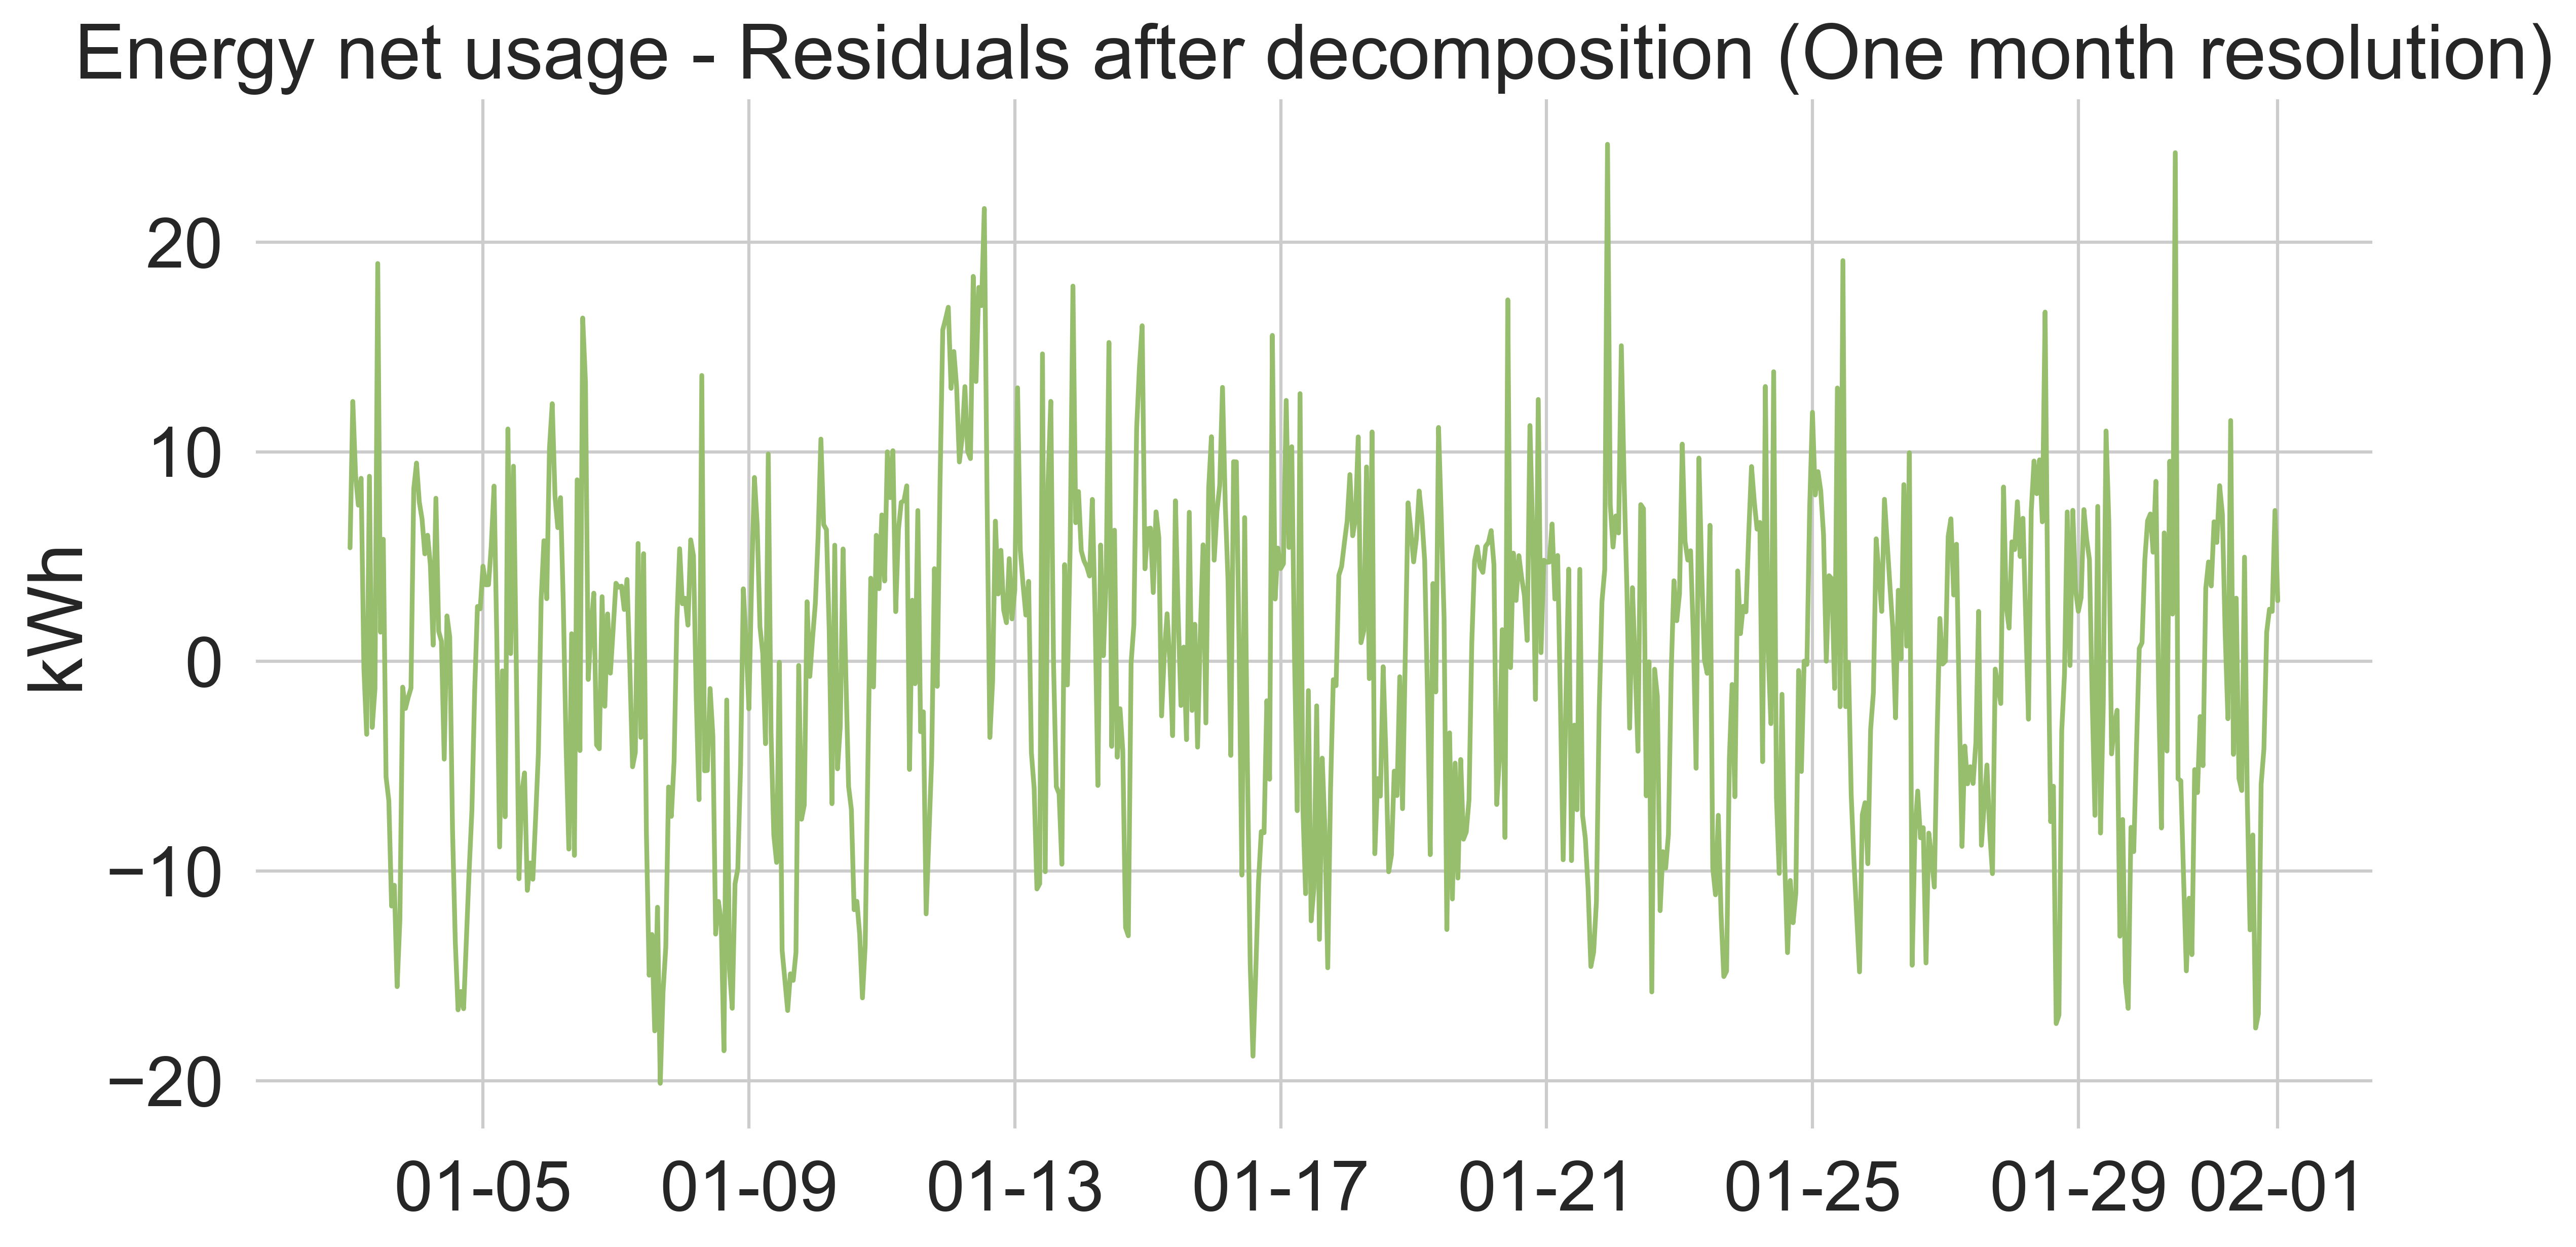 Energy net usage - Residuals after decomposition (One month resolution)
20
10
0
−10
−20
kWh
01-05 01-09 01-13 01-17 01-21 01-25 01-29 02-01